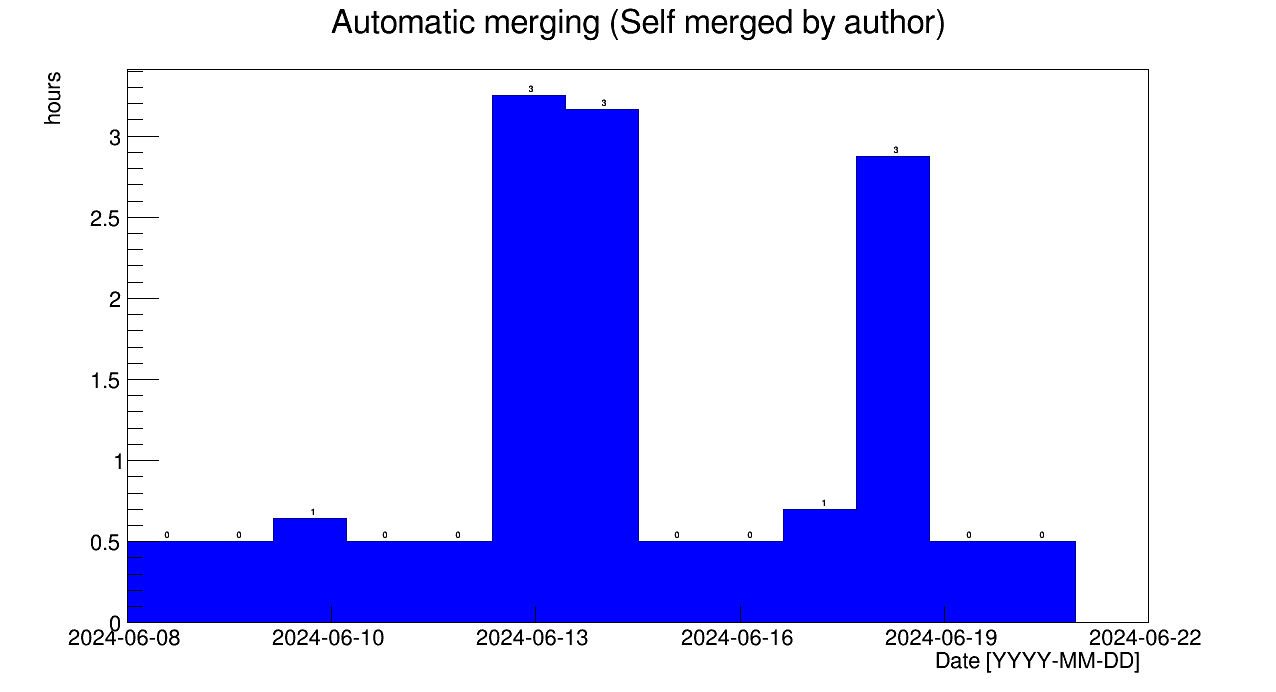 Automatic merging (Self merged by author)
hours
3
2.5
2
1.5
1
0.5
0
0 0 1 0 0 3 3 0 0 1 3 0 0
2024-06-08 2024-06-10 2024-06-13 2024-06-16 2024-06-19 2024-06-22
Date [YYYY-MM-DD]